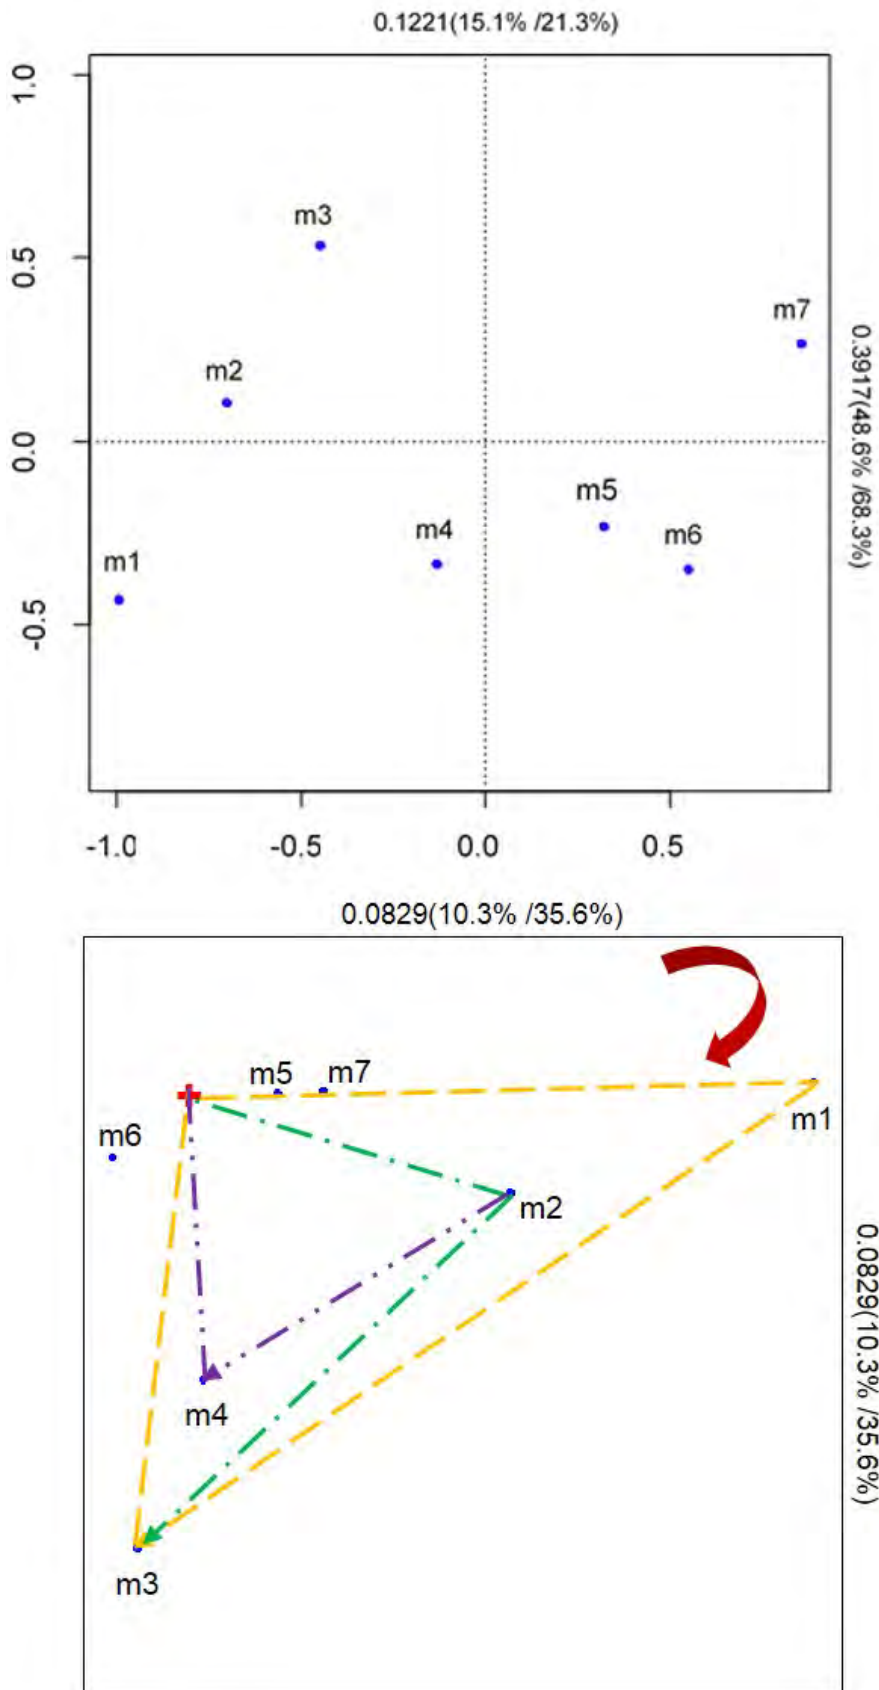 0.1221(15.1% /21.3%)
1.0
m3
0.5
m7
m2
0.3917(48.6% /68.3%)
0.0
m5
m4
m6
m1
-0.5
-1.0 -0.5 0.0 0.5
0.0829(10.3% /35.6%)
m5 m7
m1
m6
m2
0.0829(10.3% /35.6%)
m4
m3